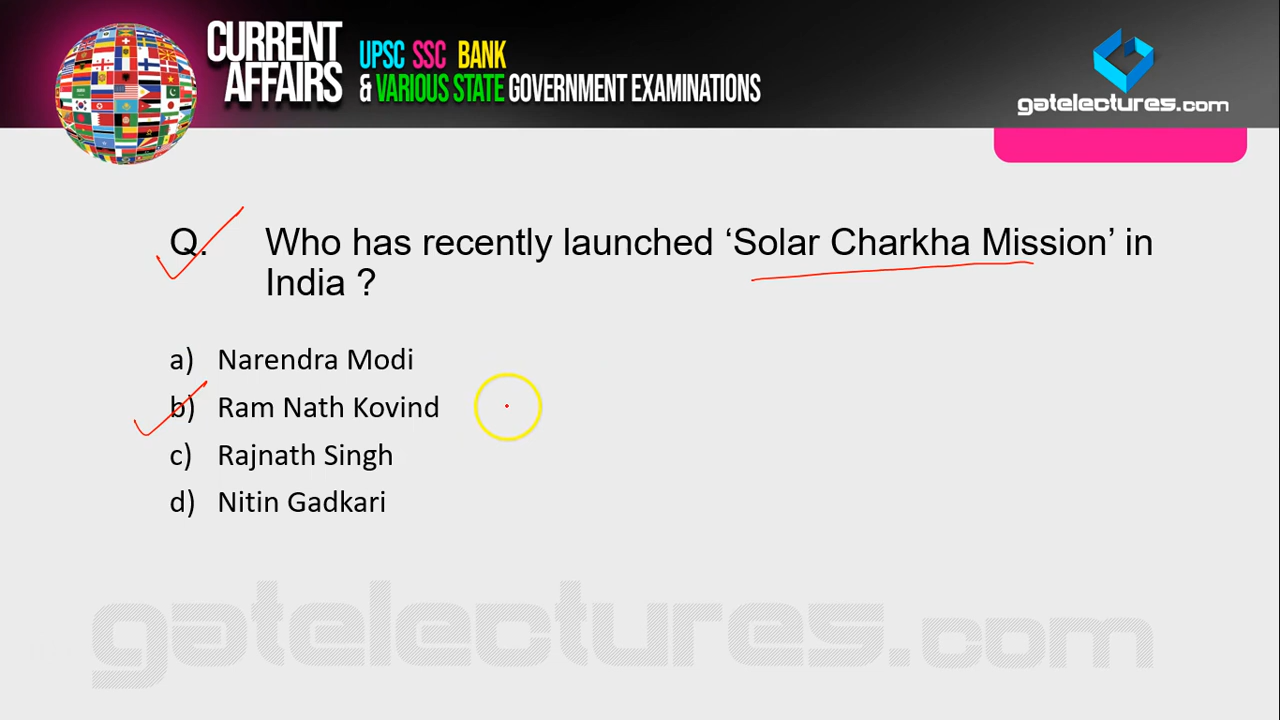 CURRENT
AFFAIRS
UPSC SSC BANK
& VARIOUS STATE GOVERNMENT EXAMINATIONS
gatelectures.com
Q. Who has recently launched ‘Solar Charkha Mission’ in
India ?
a) Narendra Modi
b) Ram Nath Kovind
c) Rajnath Singh
d) Nitin Gadkari
gatelectures.com